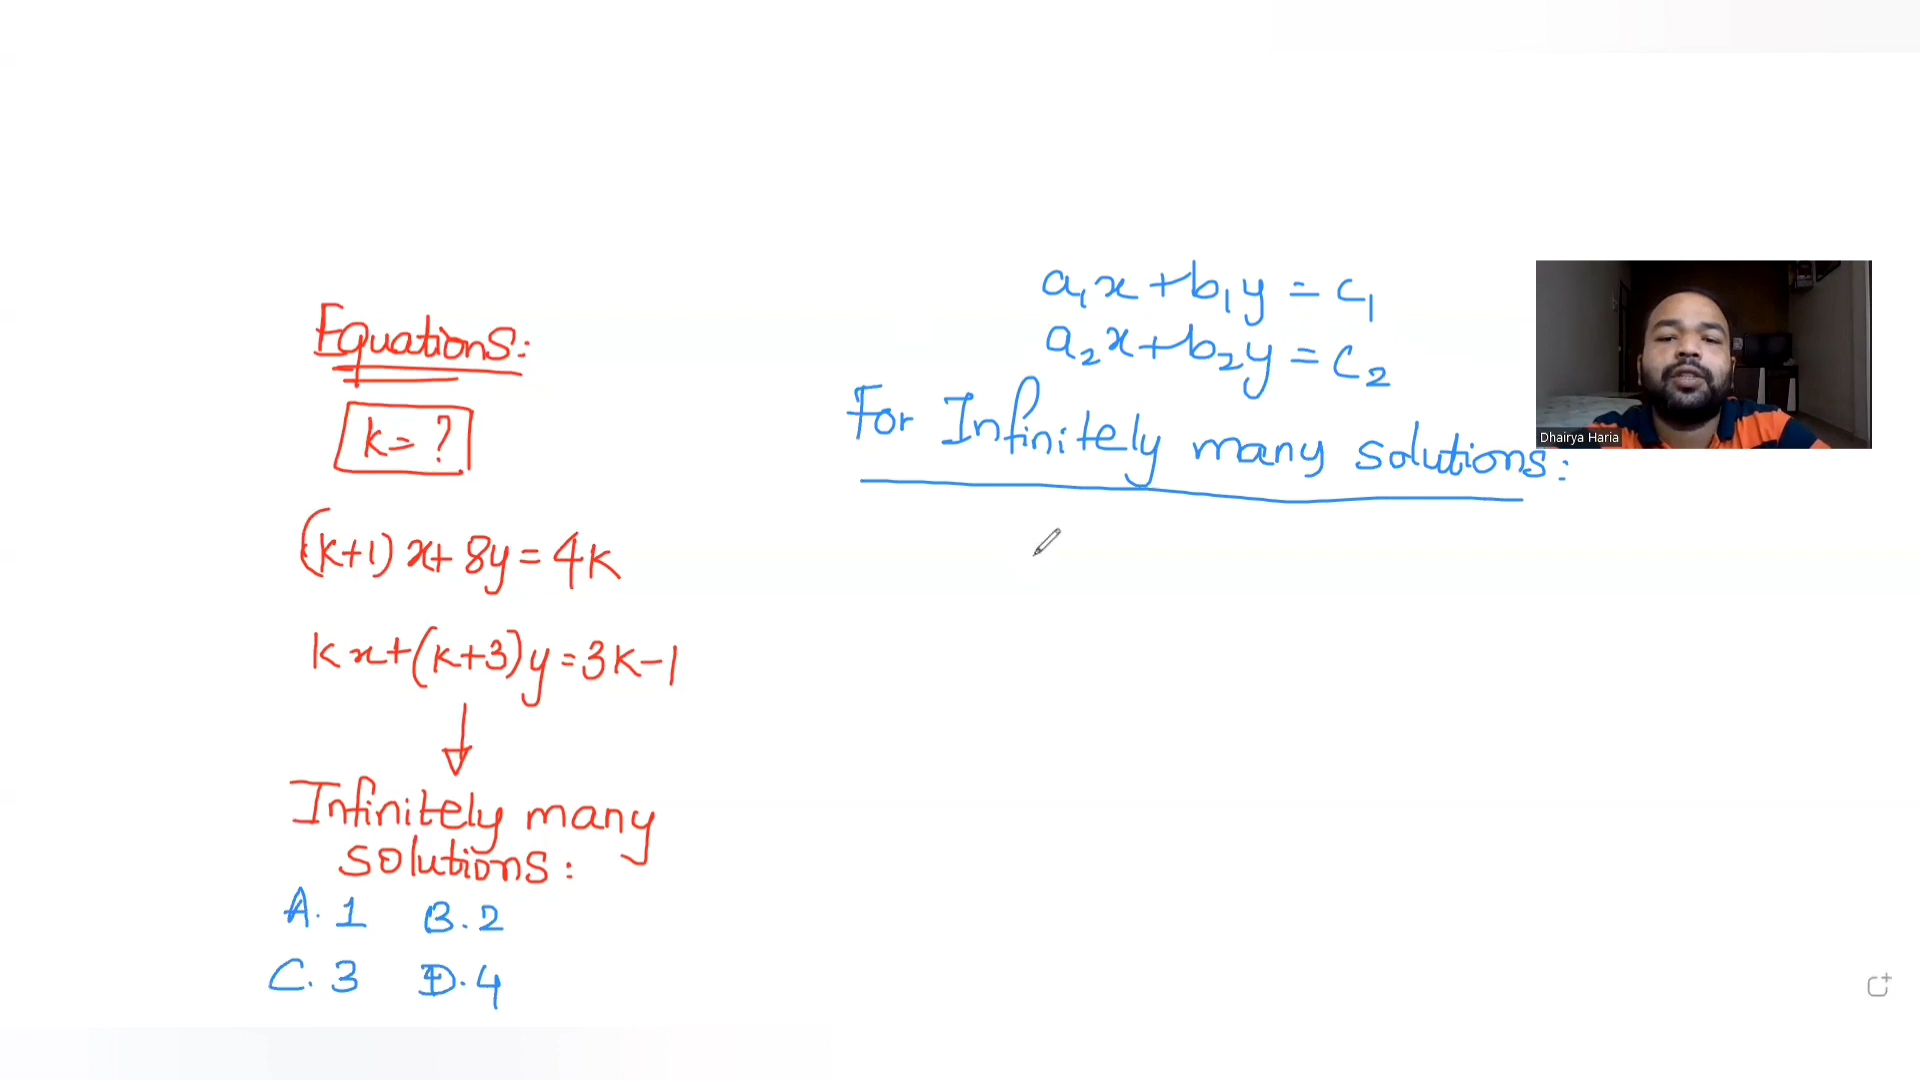 Equations:
k = ?
(k+1)x + 8y = 4k
kx + (k+3)y = 3k-1
Infinitely many
solutions:
A. 1 B. 2
C. 3 D. 4
a₁x + b₁y = c₁
a₂x + b₂y = c₂
For Infinitely many solutions:
Dhairya Haria